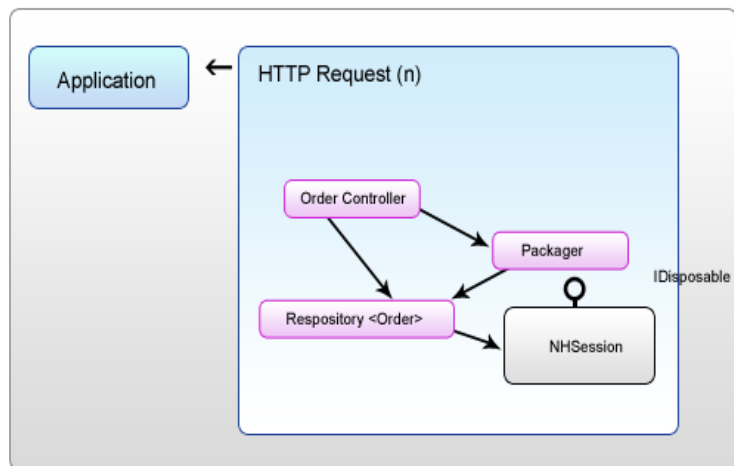 Application
HTTP Request (n)
Order Controller
Packager
IDisposable
Respository <Order>
NHSession